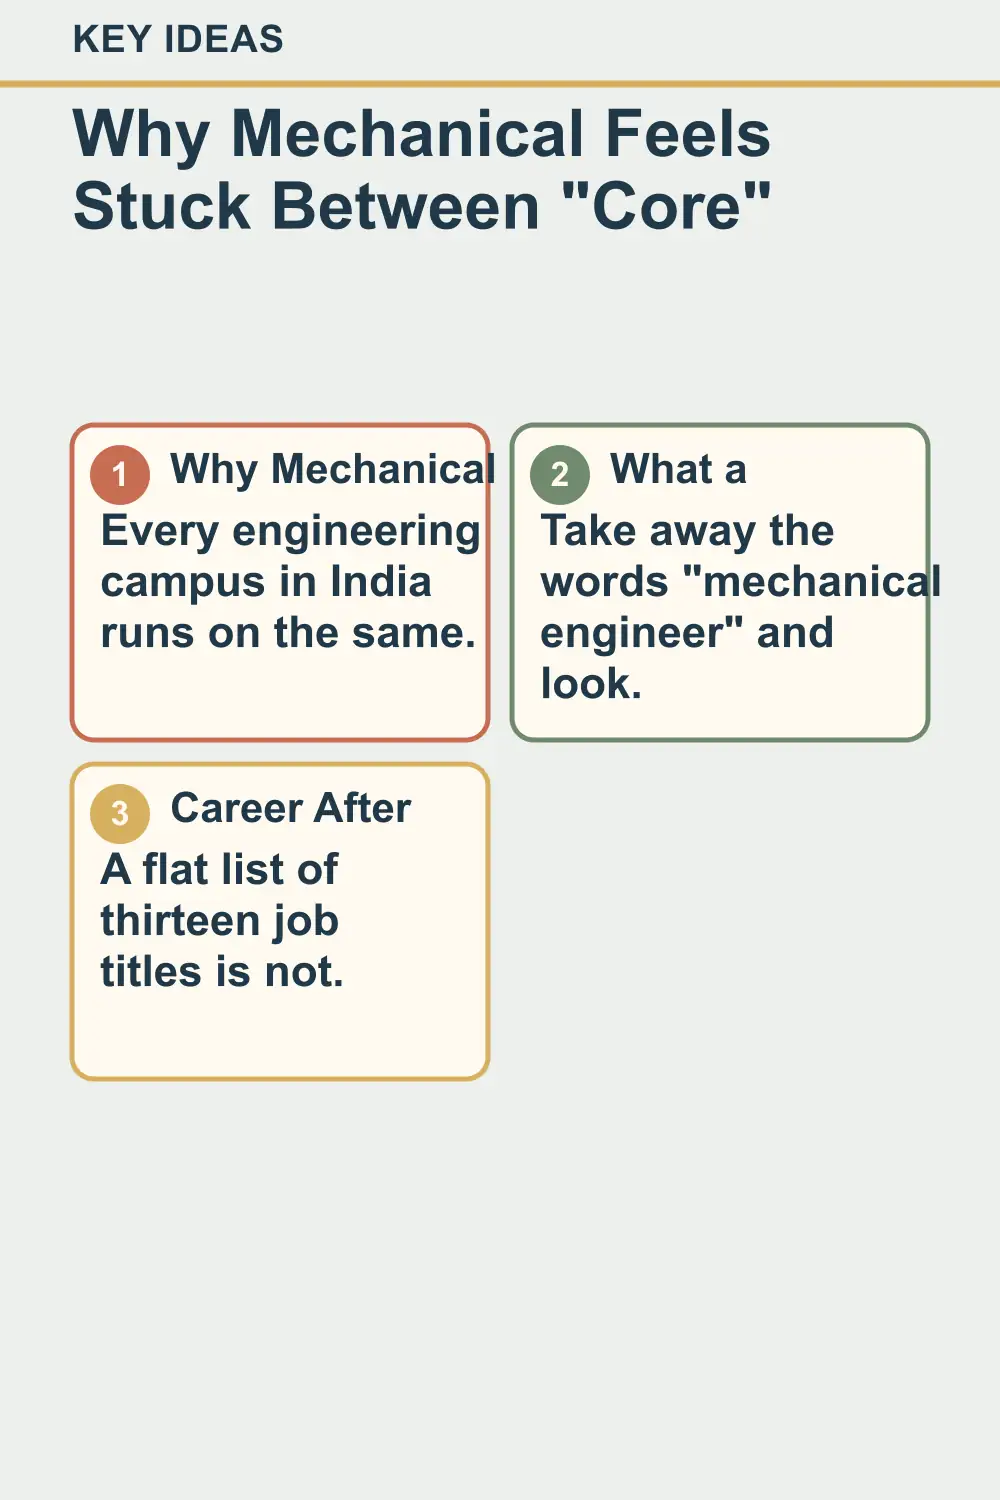 KEY IDEAS
Why Mechanical Feels
Stuck Between "Core"
1 Why Mechanical
Every engineering
campus in India
runs on the same.
2 What a
Take away the
words "mechanical
engineer" and
look.
3 Career After
A flat list of
thirteen job
titles is not.